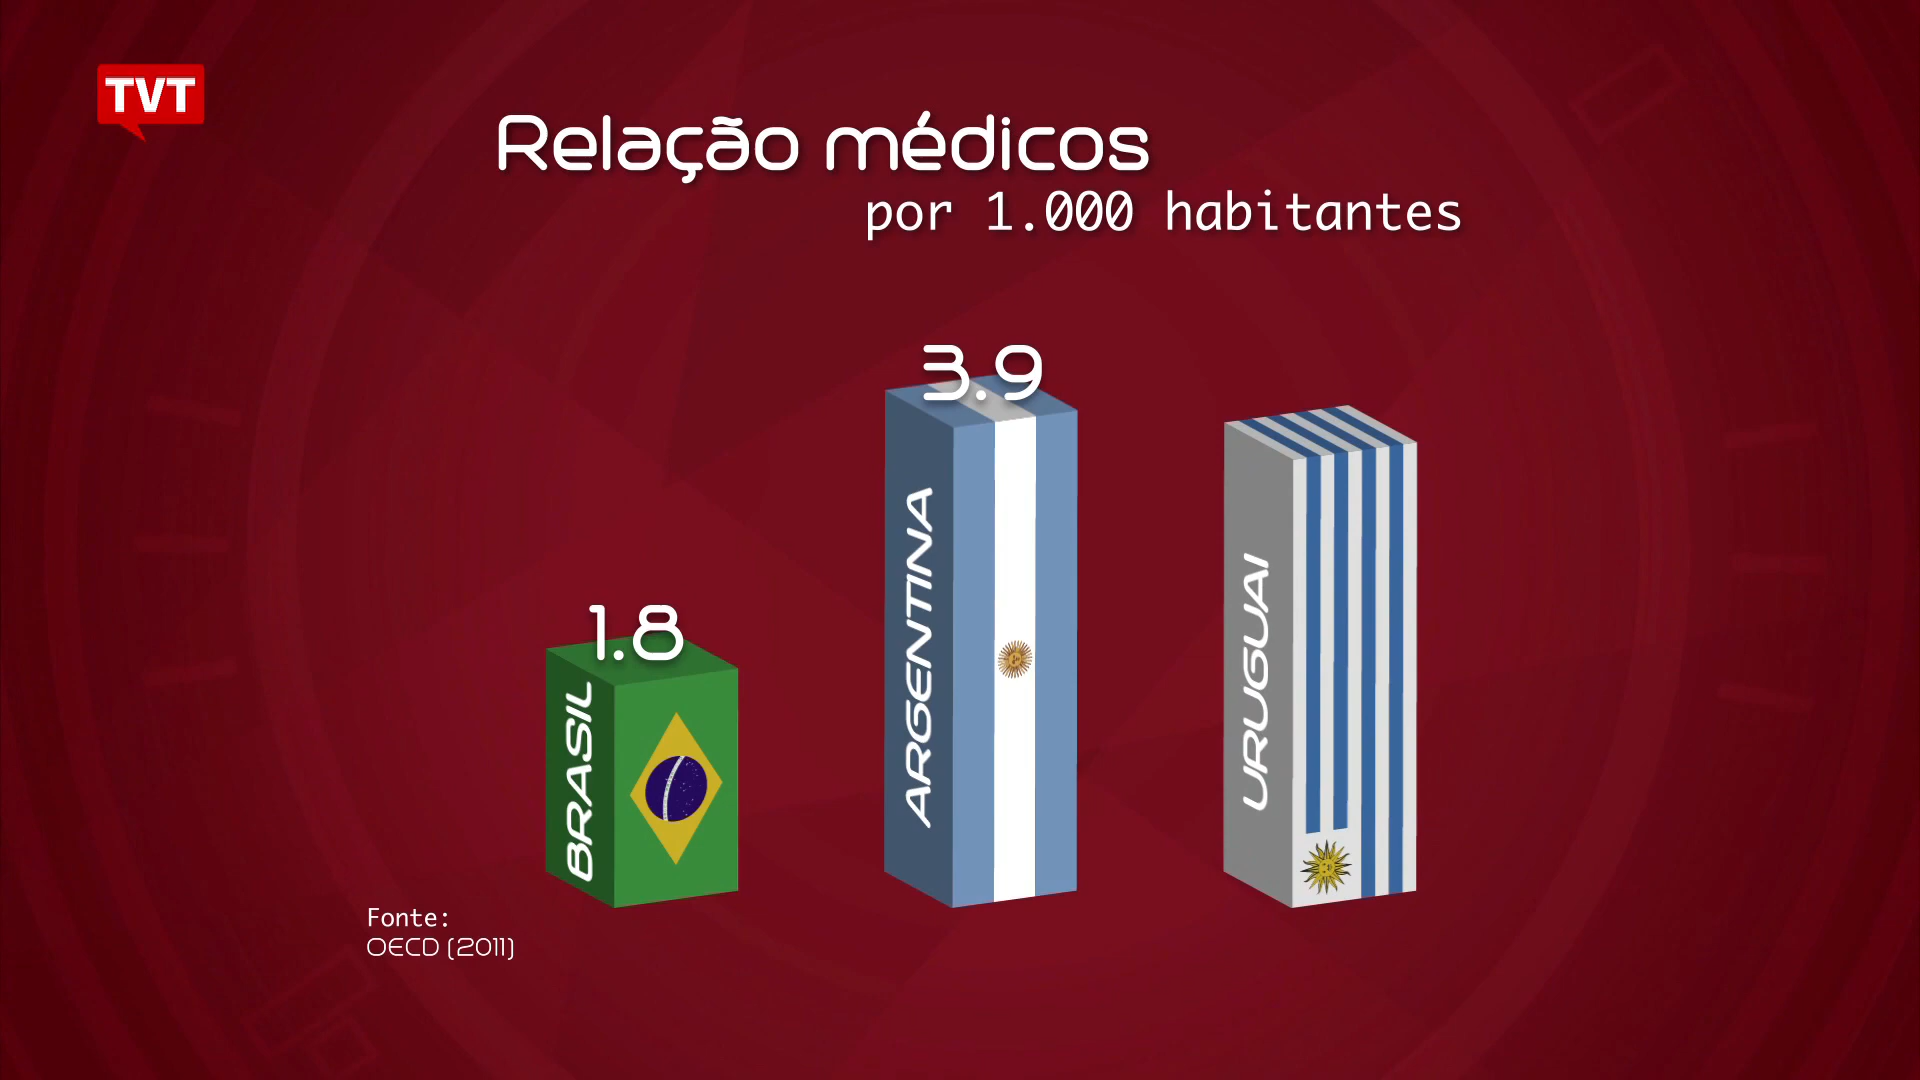 TVT
Relação médicos
por 1.000 habitantes
3.9
1.8
BRASIL
ARGENTINA
URUGUAI
Fonte:
OECD (2011)